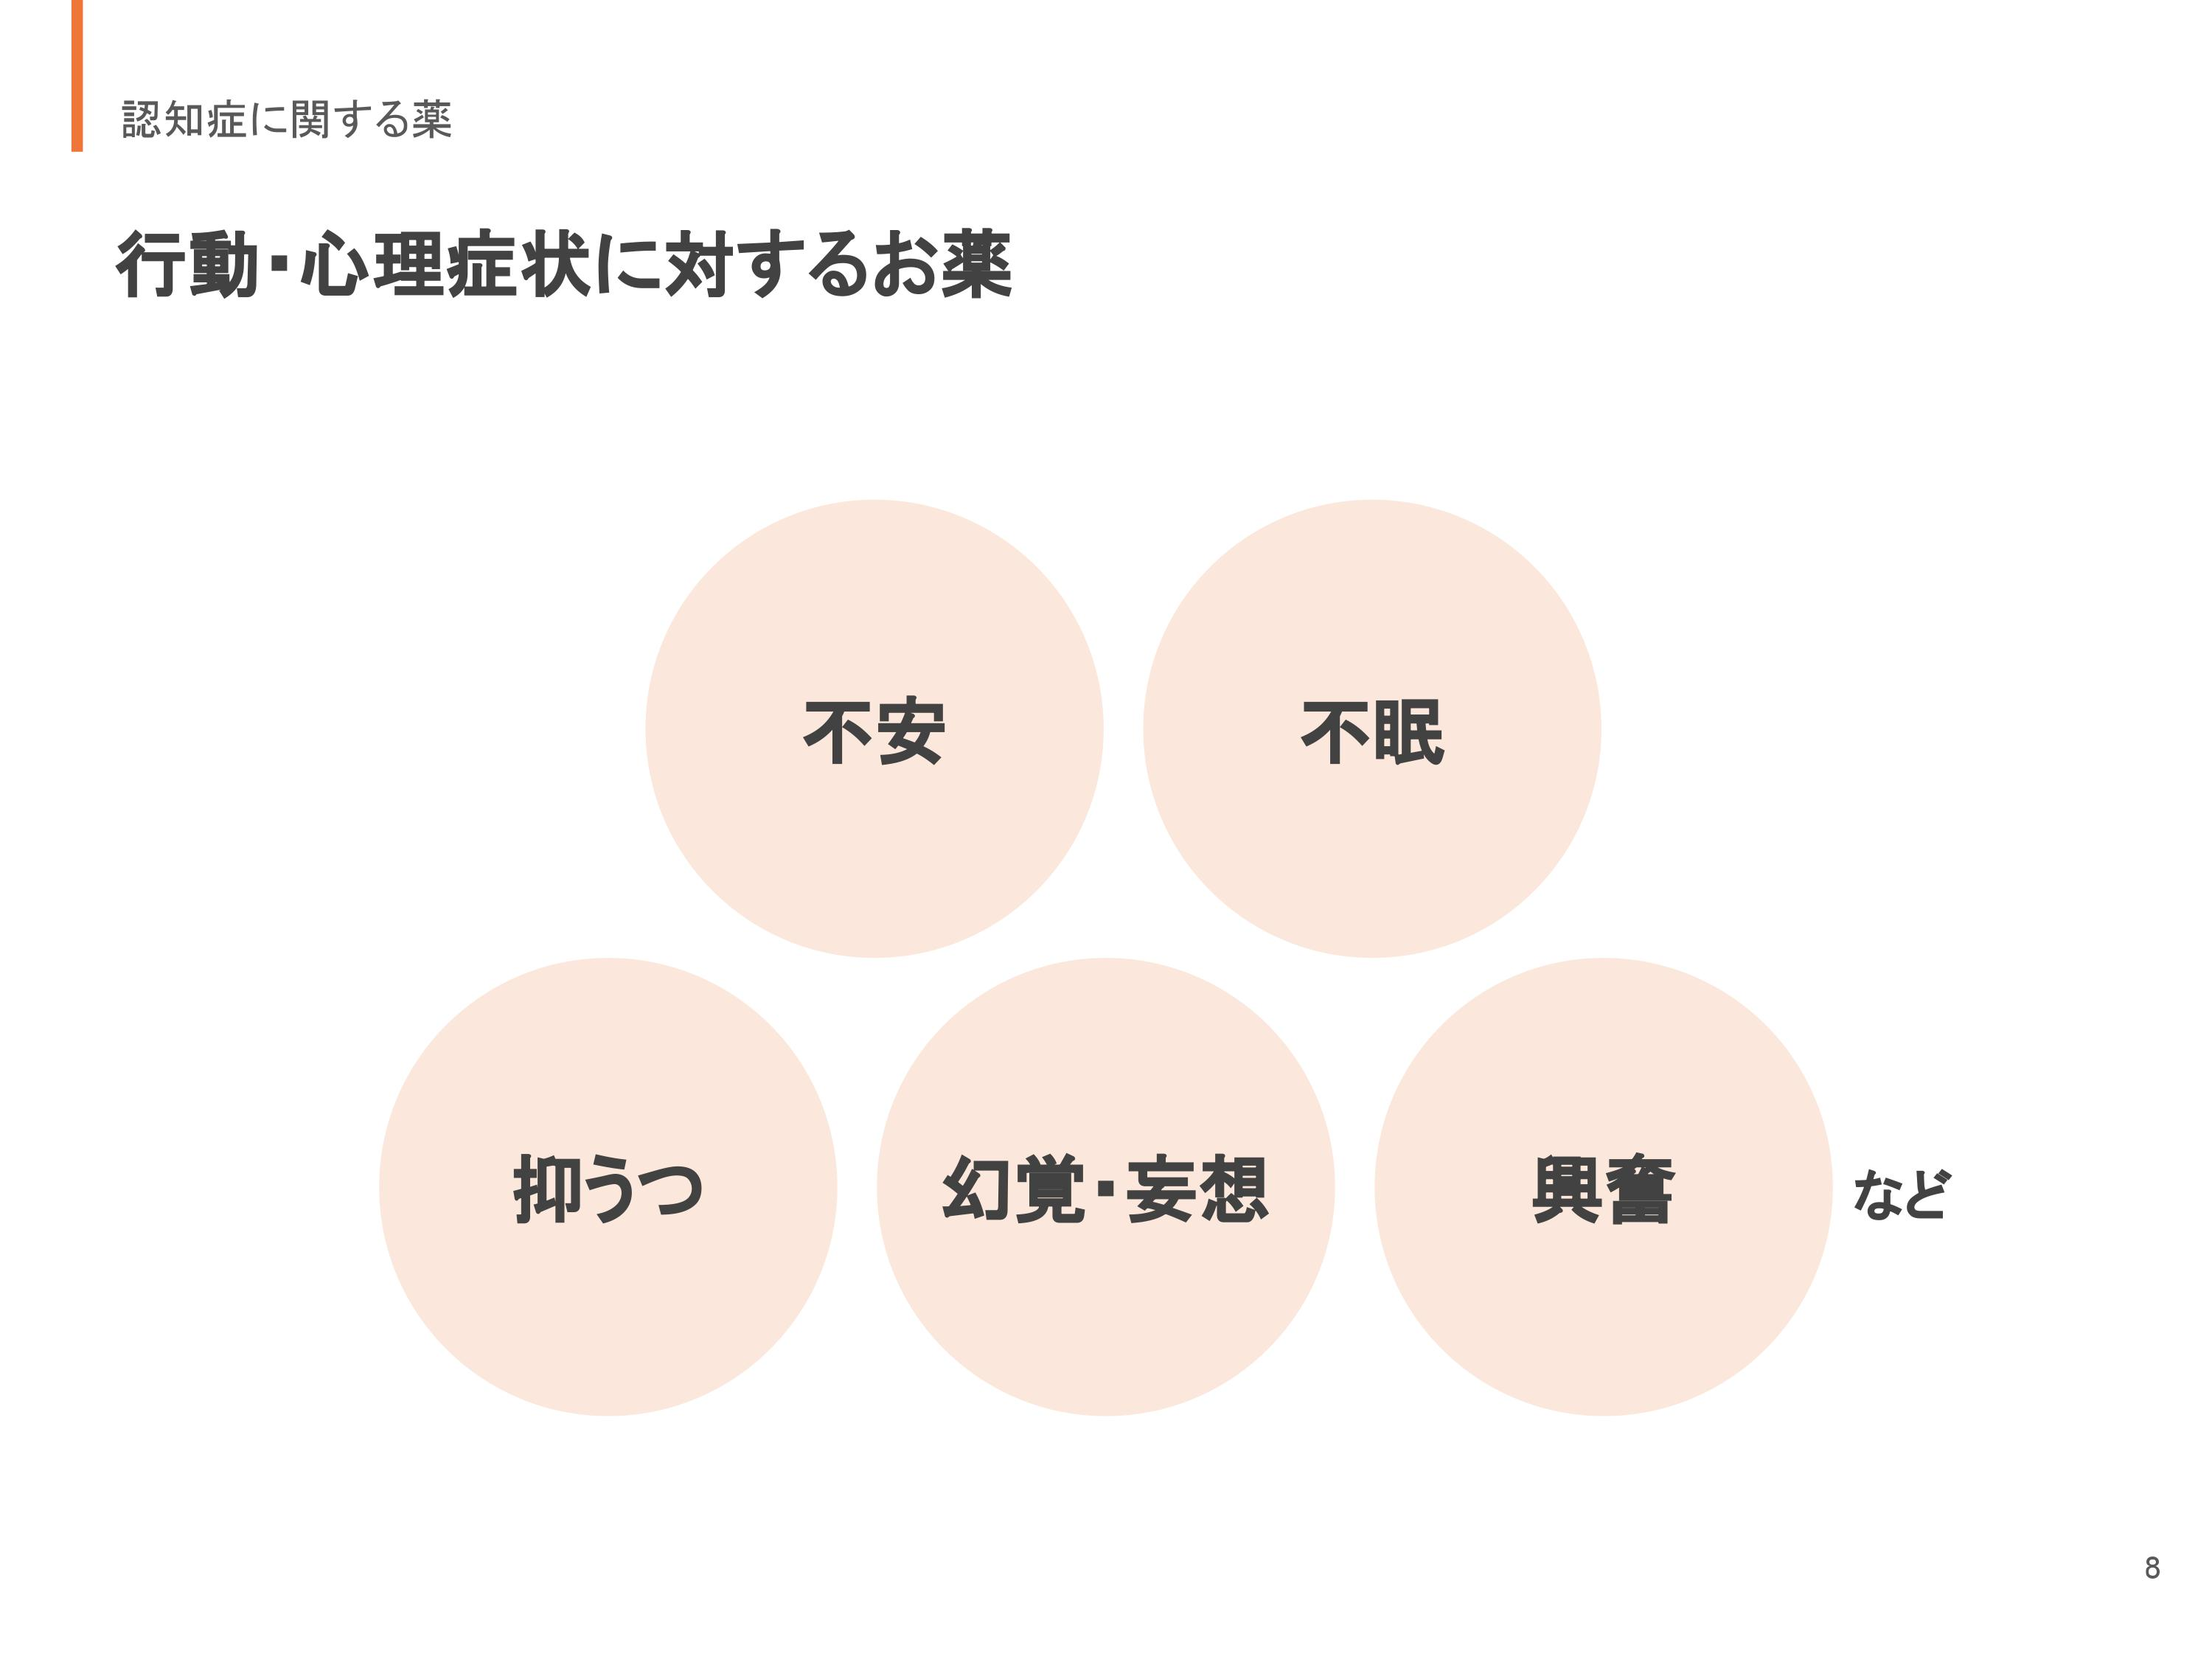 認知症に関する薬
行動・心理症状に対するお薬
不安
不眠
抑うつ
幻覚・妄想
興奮
など
8